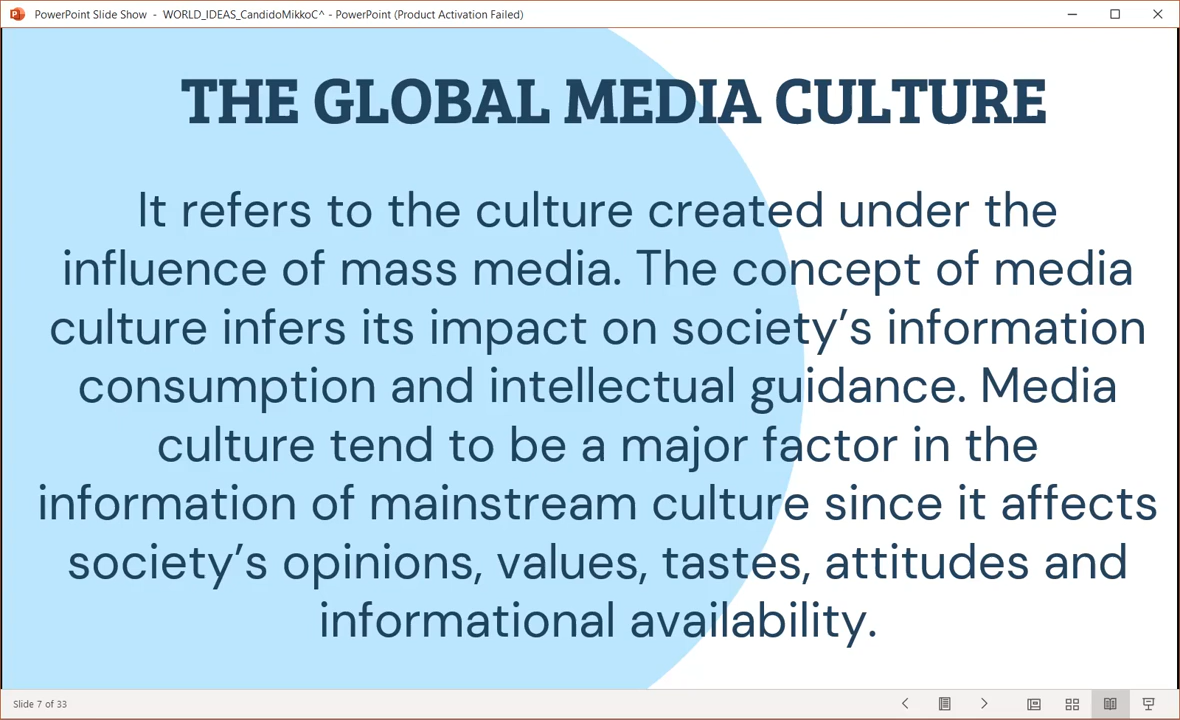 PowerPoint Slide Show - WORLD_IDEAS_CandidoMikkoC^ - PowerPoint (Product Activation Failed)
THE GLOBAL MEDIA CULTURE
It refers to the culture created under the
influence of mass media. The concept of media
culture infers its impact on society’s information
consumption and intellectual guidance. Media
culture tend to be a major factor in the
information of mainstream culture since it affects
society’s opinions, values, tastes, attitudes and
informational availability.
Slide 7 of 33